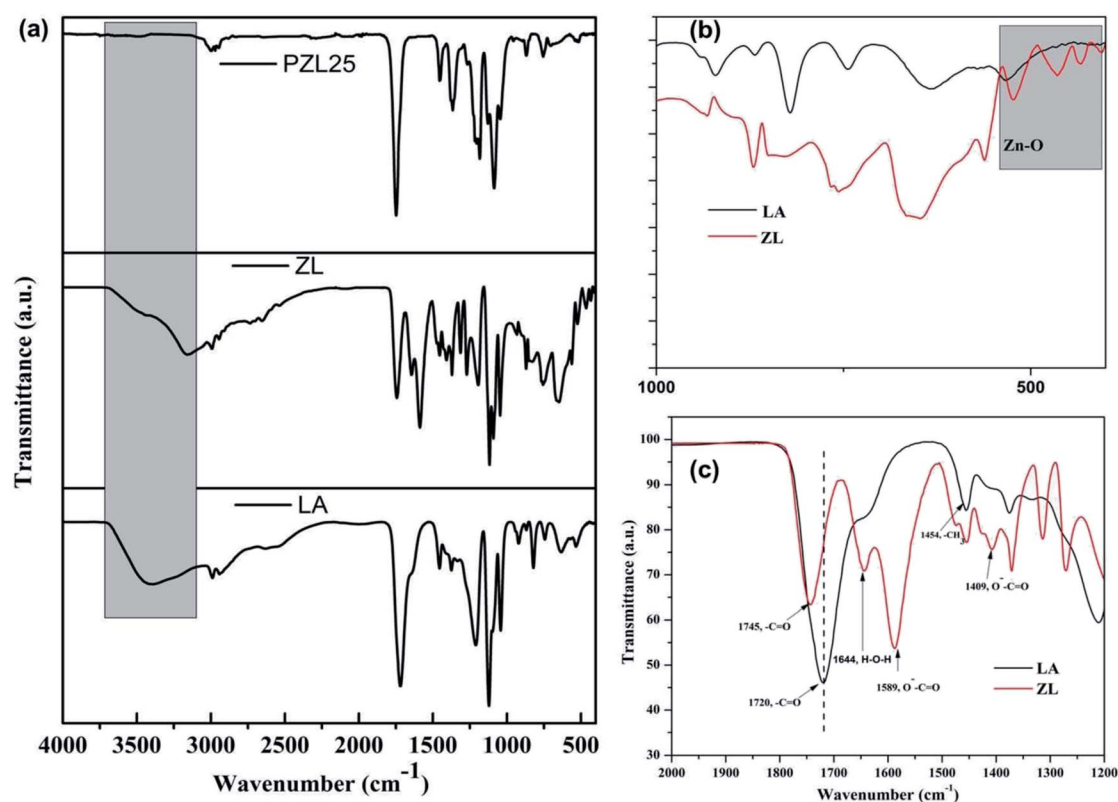 (a)
PZL25
ZL
LA
Transmittance (a.u.)
4000 3500 3000 2500 2000 1500 1000 500
Wavenumber (cm⁻¹)
(b)
Zn-O
LA
ZL
1000 500
(c)
100
90
80
70
60
50
40
30
1454, -CH₃
1409, O⁻-C=O
1745, -C=O
1644, H-O-H
1589, O⁻-C=O
1720, -C=O
LA
ZL
Transmittance (a.u.)
2000 1900 1800 1700 1600 1500 1400 1300 1200
Wavenumber (cm⁻¹)